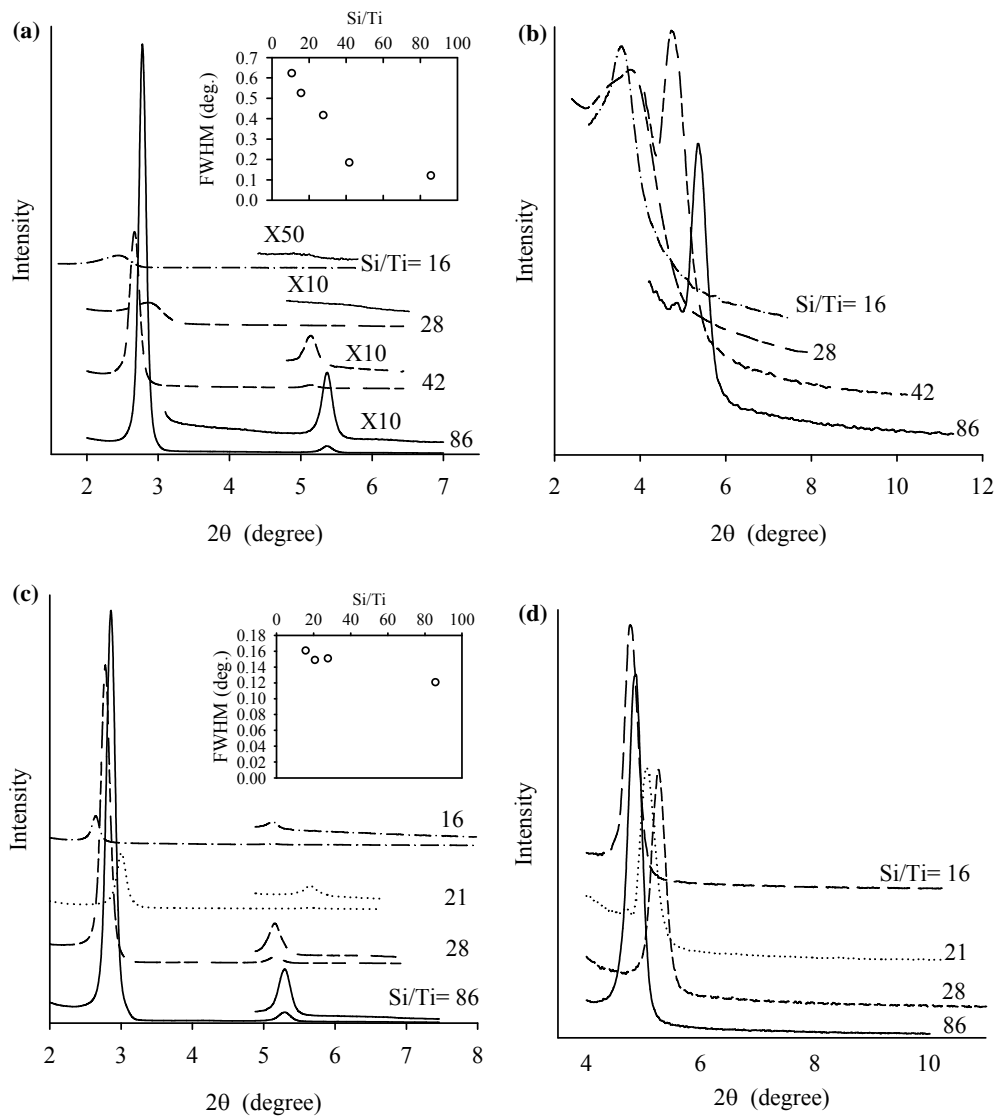 (a)
Si/Ti
0 20 40 60 80 100
0.7
0.6
0.5
0.4
0.3
0.2
0.1
0.0
FWHM (deg.)
Intensity
X50
Si/Ti= 16
X10
28
X10
42
X10
86
2 3 4 5 6 7
2θ (degree)
(b)
Intensity
Si/Ti= 16
28
42
86
2 4 6 8 10 12
2θ (degree)
(c)
Si/Ti
0 20 40 60 80 100
0.18
0.16
0.14
0.12
0.10
0.08
0.06
0.04
0.02
0.00
FWHM (deg.)
Intensity
16
21
28
Si/Ti= 86
2 3 4 5 6 7 8
2θ (degree)
(d)
Intensity
Si/Ti= 16
21
28
86
4 6 8 10
2θ (degree)